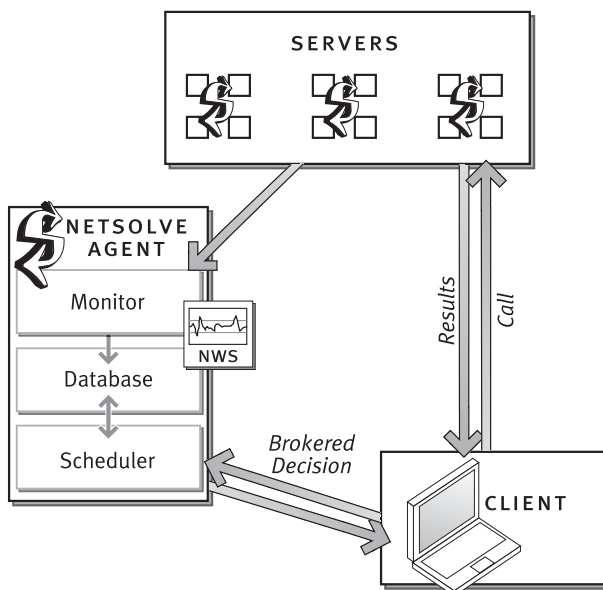 SERVERS
NETSOLVE
AGENT
Monitor
NWS
Database
Scheduler
Results
Call
Brokered
Decision
CLIENT